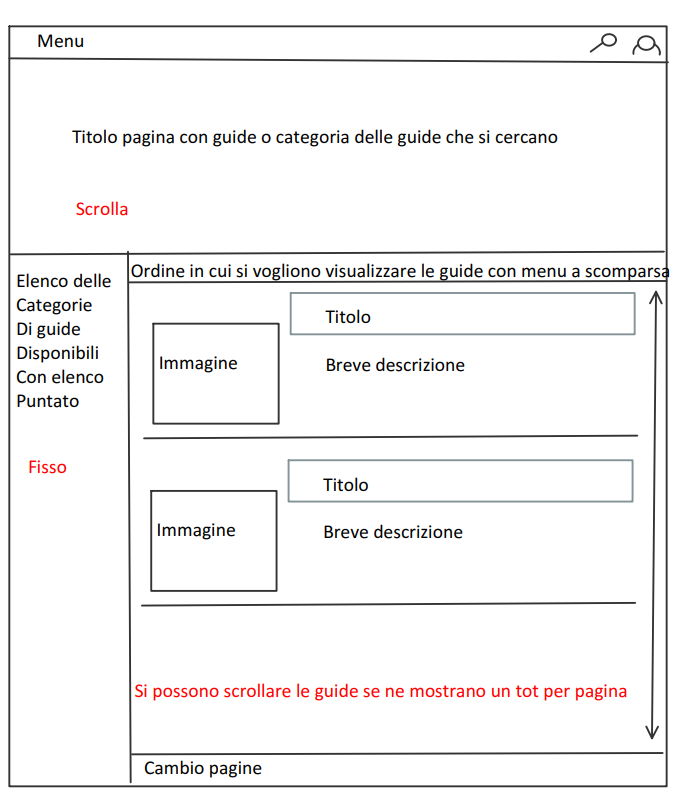 Menu
Titolo pagina con guide o categoria delle guide che si cercano
Scrolla
Ordine in cui si vogliono visualizzare le guide con menu a scomparsa
Elenco delle
Categorie
Di guide
Disponibili
Con elenco
Puntato
Fisso
Titolo
Immagine
Breve descrizione
Titolo
Immagine
Breve descrizione
Si possono scrollare le guide se ne mostrano un tot per pagina
Cambio pagine